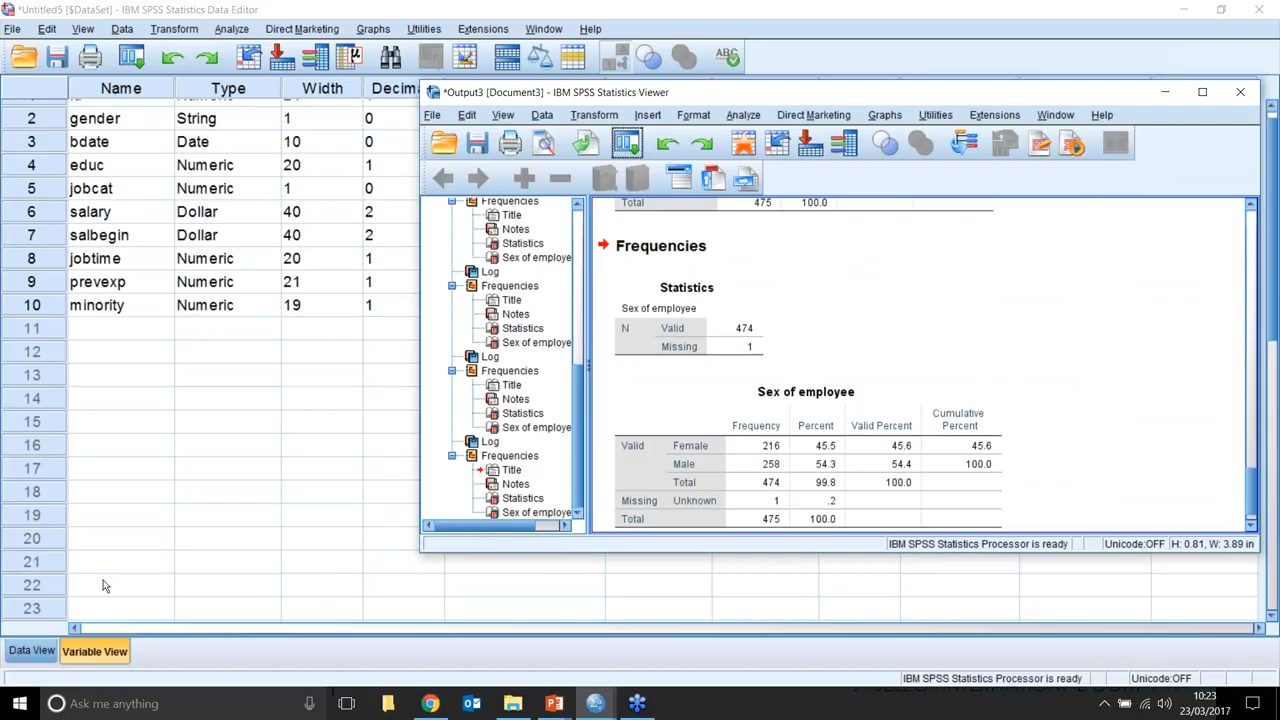 *Untitled5 [$DataSet] - IBM SPSS Statistics Data Editor
File Edit View Data Transform Analyze Direct Marketing Graphs Utilities Extensions Window Help
Name Type Width Decima
2 gender String 1 0
3 bdate Date 10 0
4 educ Numeric 20 1
5 jobcat Numeric 1 0
6 salary Dollar 40 2
7 salbegin Dollar 40 2
8 jobtime Numeric 20 1
9 prevexp Numeric 21 1
10 minority Numeric 19 1
11
12
13
14
15
16
17
18
19
20
21
22
23
Data View Variable View
IBM SPSS Statistics Processor is ready Unicode:OFF
*Output3 [Document3] - IBM SPSS Statistics Viewer
File Edit View Data Transform Insert Format Analyze Direct Marketing Graphs Utilities Extensions Window Help
Frequencies
Title
Notes
Statistics
Sex of employe
Log
Frequencies
Title
Notes
Statistics
Sex of employe
Log
Frequencies
Title
Notes
Statistics
Sex of employe
Log
Frequencies
Title
Notes
Statistics
Sex of employe
Total 475 100.0
Frequencies
Statistics
Sex of employee
N Valid 474
Missing 1
Sex of employee
Frequency Percent Valid Percent Cumulative Percent
Valid Female 216 45.5 45.6 45.6
Male 258 54.3 54.4 100.0
Total 474 99.8 100.0
Missing Unknown 1 .2
Total 475 100.0
IBM SPSS Statistics Processor is ready Unicode:OFF H: 0.81, W: 3.89 in
Ask me anything
10:23
23/03/2017